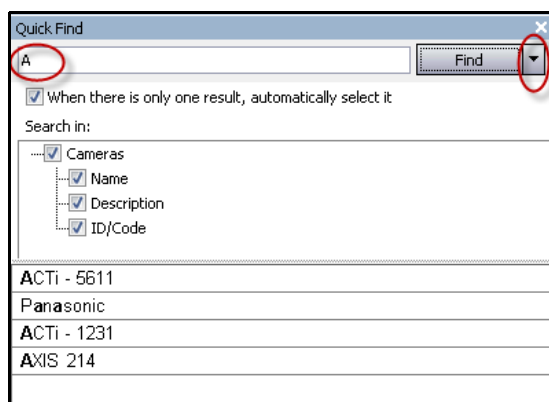 Quick Find
A
Find
When there is only one result, automatically select it
Search in:
Cameras
Name
Description
ID/Code
ACTi - 5611
Panasonic
ACTi - 1231
AXIS 214